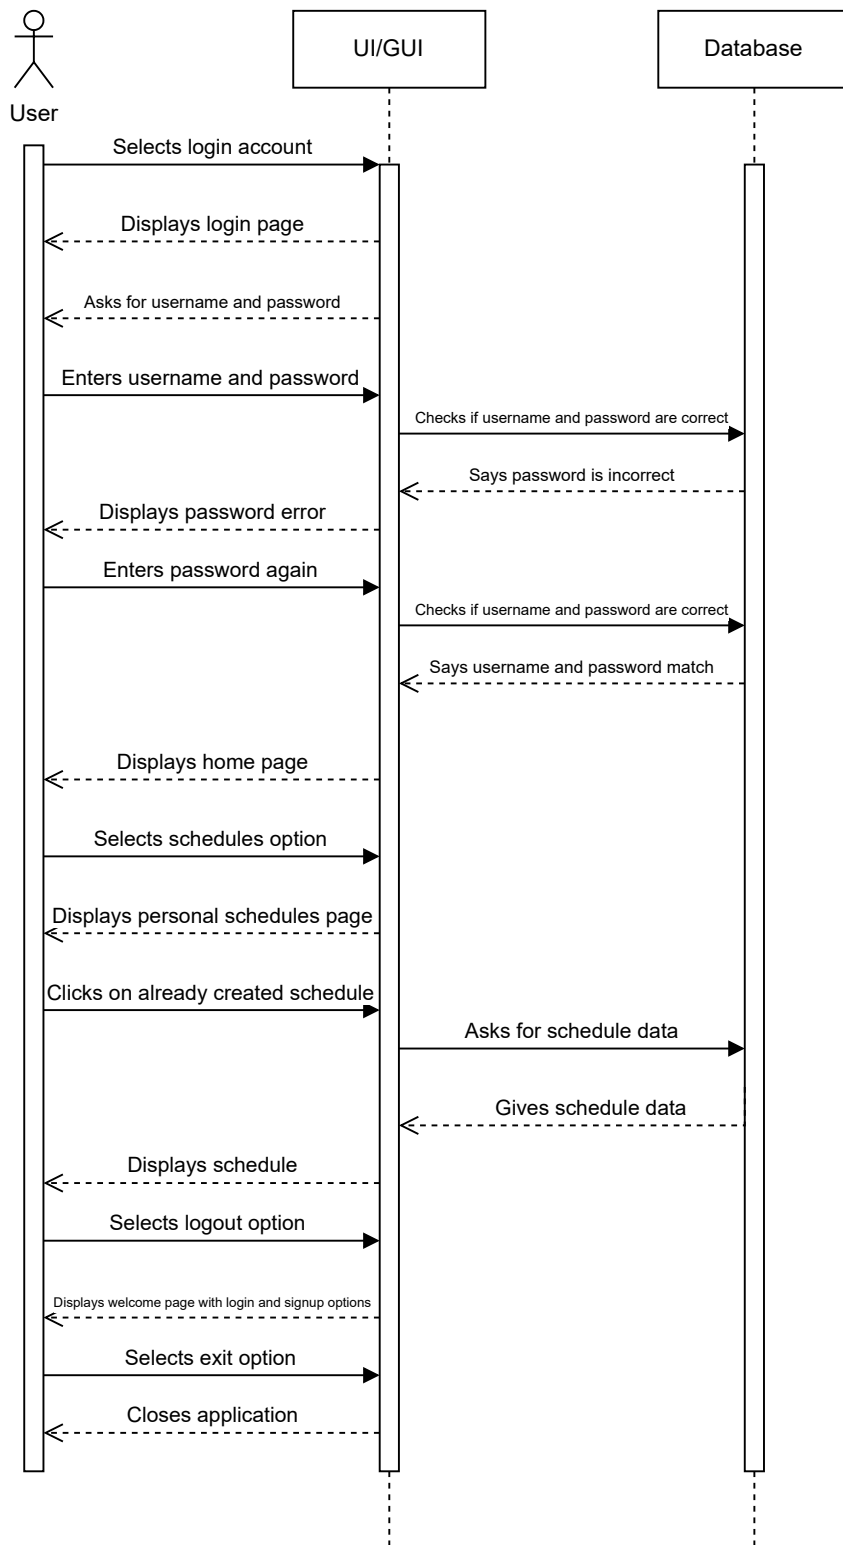 UI/GUI
Database
User
Selects login account
Displays login page
Asks for username and password
Enters username and password
Checks if username and password are correct
Says password is incorrect
Displays password error
Enters password again
Checks if username and password are correct
Says username and password match
Displays home page
Selects schedules option
Displays personal schedules page
Clicks on already created schedule
Asks for schedule data
Gives schedule data
Displays schedule
Selects logout option
Displays welcome page with login and signup options
Selects exit option
Closes application